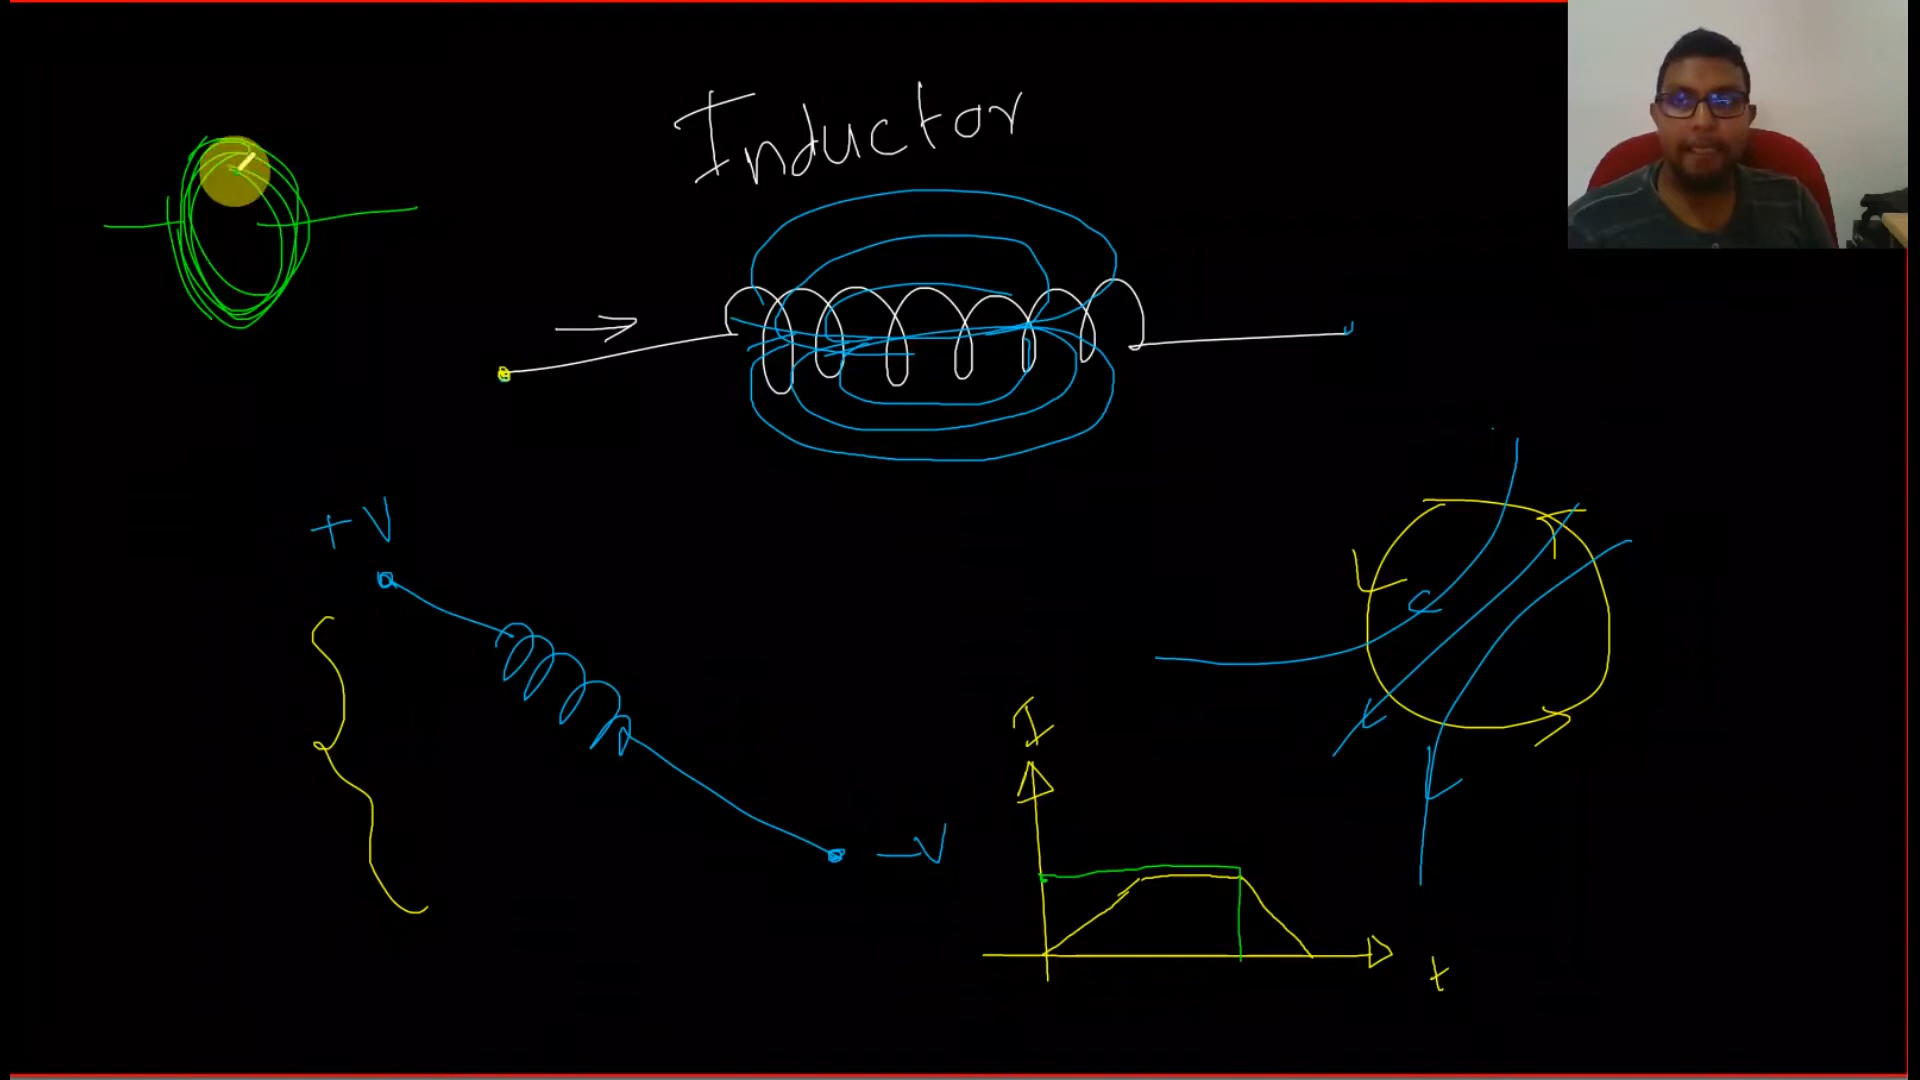 Inductor
+V
-V
I
t